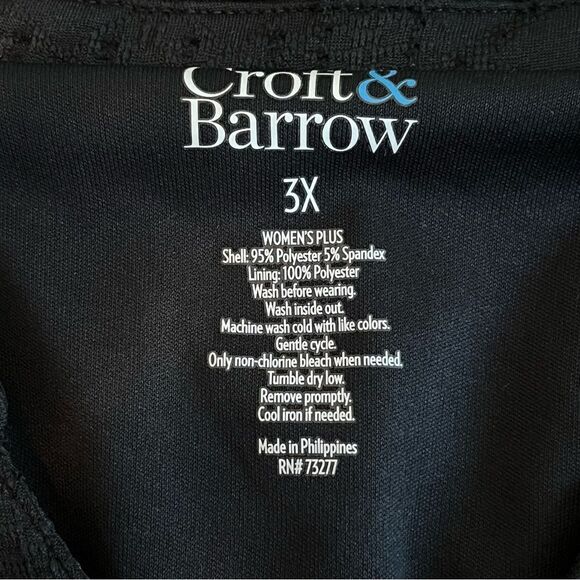 Croft &
Barrow
3X
WOMEN'S PLUS
Shell: 95% Polyester 5% Spandex
Lining: 100% Polyester
Wash before wearing.
Wash inside out.
Machine wash cold with like colors.
Gentle cycle.
Only non-chlorine bleach when needed.
Tumble dry low.
Remove promptly.
Cool iron if needed.
Made in Philippines
RN# 73277